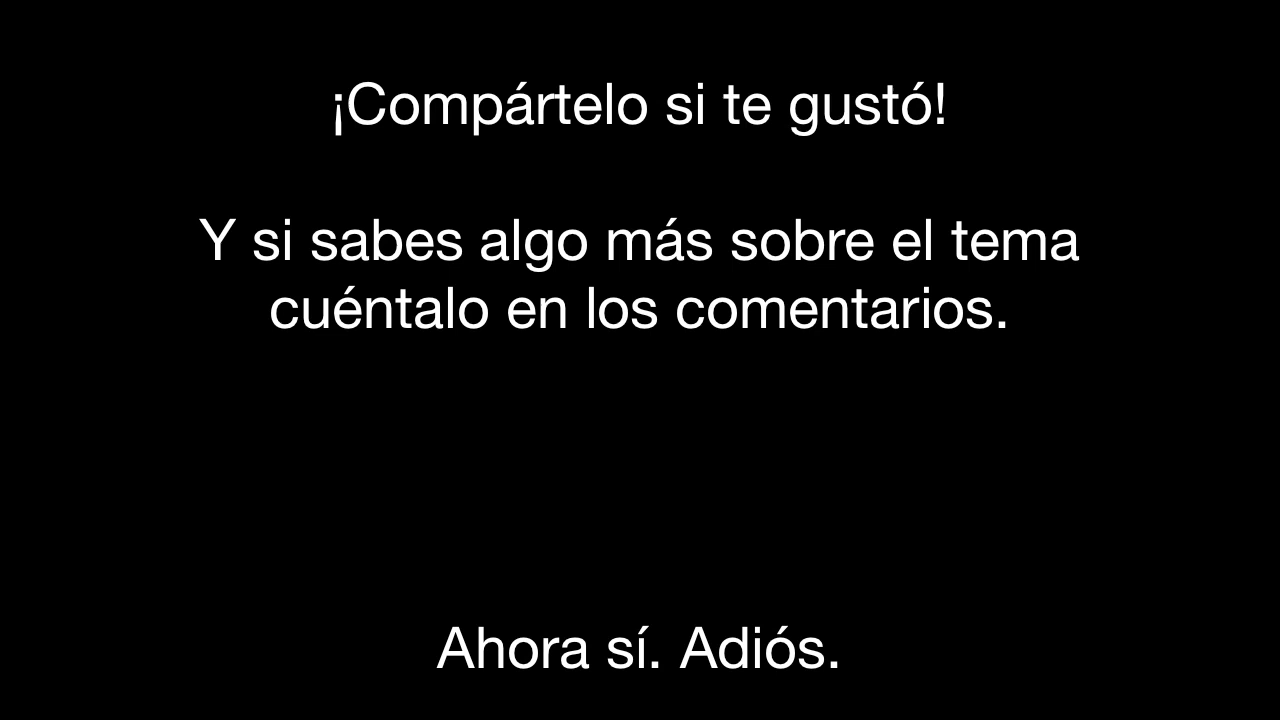 ¡Compártelo si te gustó!
Y si sabes algo más sobre el tema
cuéntalo en los comentarios.
Ahora sí. Adiós.